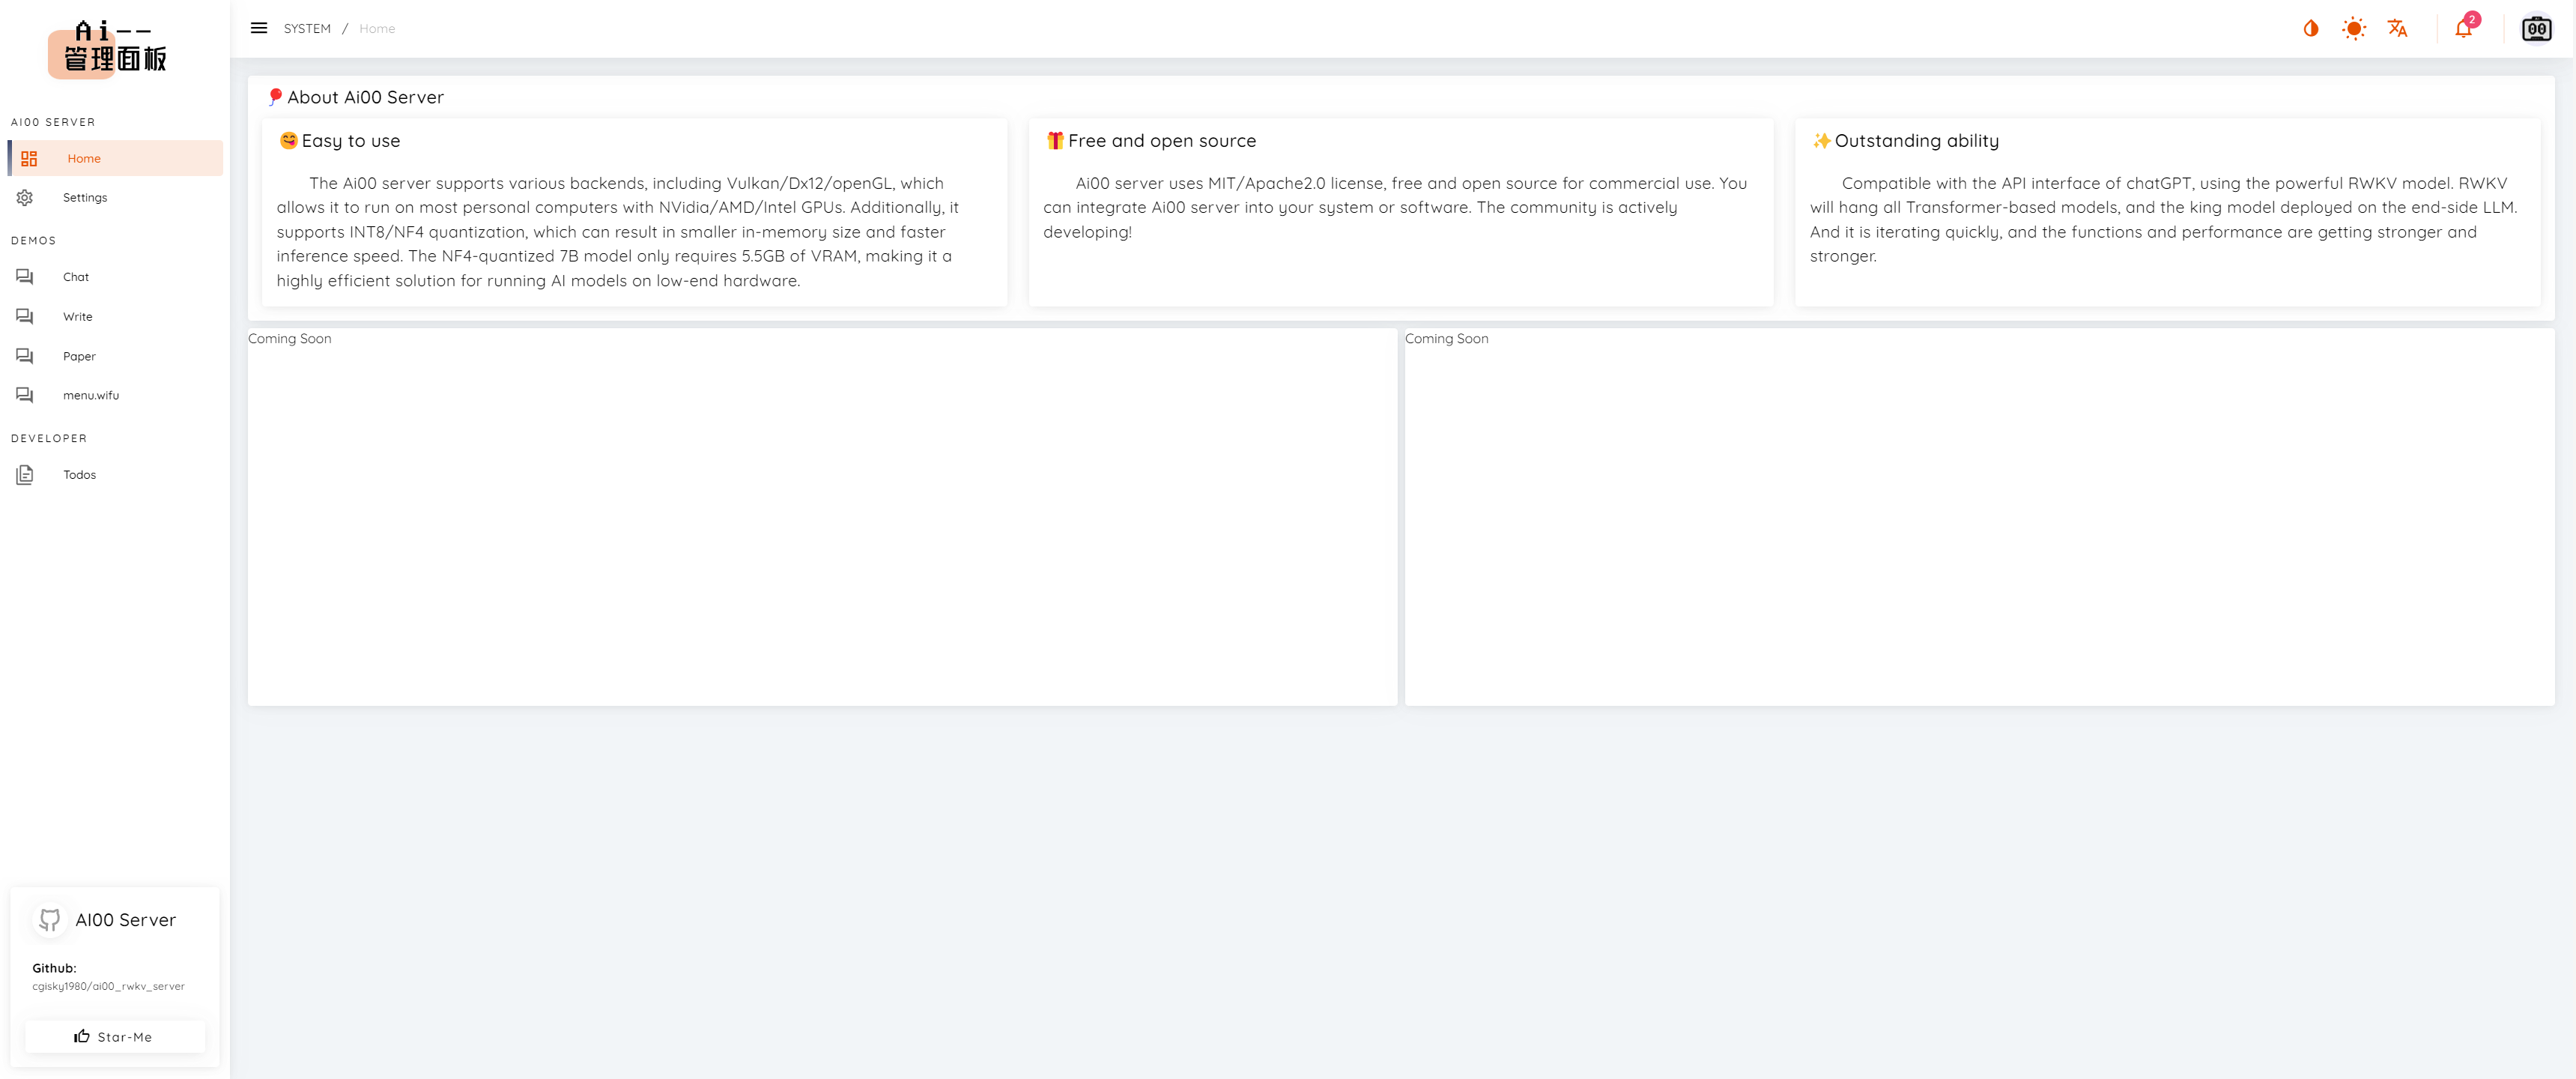 Ai--
管理面板
AI00 SERVER
Home
Settings
DEMOS
Chat
Write
Paper
menu.wifu
DEVELOPER
Todos
AI00 Server
Github:
cgisky1980/ai00_rwkv_server
Star-Me
SYSTEM / Home
2
00
About Ai00 Server
Easy to use
The Ai00 server supports various backends, including Vulkan/Dx12/openGL, which
allows it to run on most personal computers with NVidia/AMD/Intel GPUs. Additionally, it
supports INT8/NF4 quantization, which can result in smaller in-memory size and faster
inference speed. The NF4-quantized 7B model only requires 5.5GB of VRAM, making it a
highly efficient solution for running AI models on low-end hardware.
Free and open source
Ai00 server uses MIT/Apache2.0 license, free and open source for commercial use. You
can integrate Ai00 server into your system or software. The community is actively
developing!
Outstanding ability
Compatible with the API interface of chatGPT, using the powerful RWKV model. RWKV
will hang all Transformer-based models, and the king model deployed on the end-side LLM.
And it is iterating quickly, and the functions and performance are getting stronger and
stronger.
Coming Soon
Coming Soon